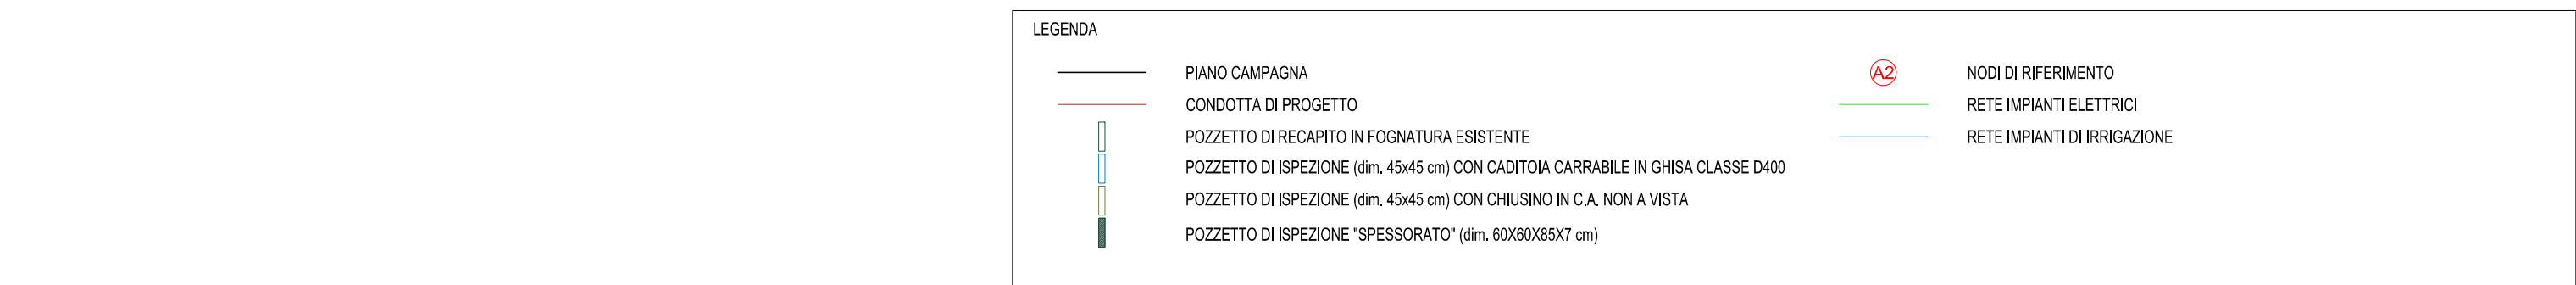 LEGENDA
PIANO CAMPAGNA
CONDOTTA DI PROGETTO
POZZETTO DI RECAPITO IN FOGNATURA ESISTENTE
POZZETTO DI ISPEZIONE (dim. 45x45 cm) CON CADITOIA CARRABILE IN GHISA CLASSE D400
POZZETTO DI ISPEZIONE (dim. 45x45 cm) CON CHIUSINO IN C.A. NON A VISTA
POZZETTO DI ISPEZIONE "SPESSORATO" (dim. 60X60X85X7 cm)
A2 NODI DI RIFERIMENTO
RETE IMPIANTI ELETTRICI
RETE IMPIANTI DI IRRIGAZIONE